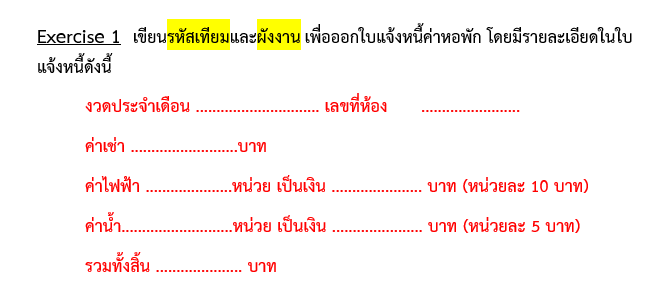 Exercise 1 เขียนรหัสเทียมและผังงาน เพื่อออกใบแจ้งหนี้ค่าหอพัก โดยมีรายละเอียดในใบ
แจ้งหนี้ดังนี้
งวดประจำเดือน .............................. เลขที่ห้อง ........................
ค่าเช่า ..........................บาท
ค่าไฟฟ้า .....................หน่วย เป็นเงิน ...................... บาท (หน่วยละ 10 บาท)
ค่าน้ำ...........................หน่วย เป็นเงิน ...................... บาท (หน่วยละ 5 บาท)
รวมทั้งสิ้น ..................... บาท